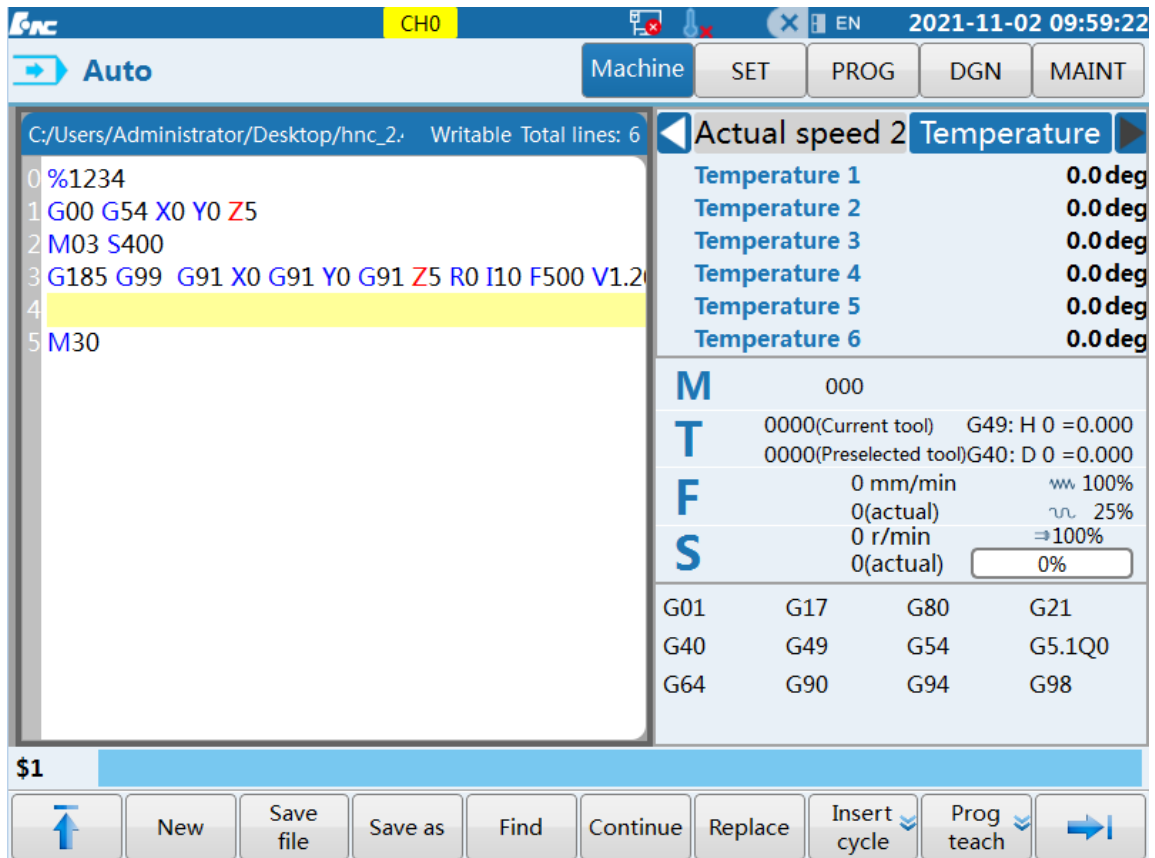 HNC CH0 EN 2021-11-02 09:59:22
Auto Machine SET PROG DGN MAINT
C:/Users/Administrator/Desktop/hnc_2. Writable Total lines: 6
0 %1234
1 G00 G54 X0 Y0 Z5
2 M03 S400
3 G185 G99 G91 X0 G91 Y0 G91 Z5 R0 I10 F500 V1.20
4
5 M30
Actual speed 2 Temperature
Temperature 1 0.0 deg
Temperature 2 0.0 deg
Temperature 3 0.0 deg
Temperature 4 0.0 deg
Temperature 5 0.0 deg
Temperature 6 0.0 deg
M 000
T 0000(Current tool) G49: H 0 =0.000
0000(Preselected tool)G40: D 0 =0.000
F 0 mm/min 100%
0(actual) 25%
S 0 r/min 100%
0(actual) 0%
G01 G17 G80 G21
G40 G49 G54 G5.1Q0
G64 G90 G94 G98
$1
New Save file Save as Find Continue Replace Insert cycle Prog teach